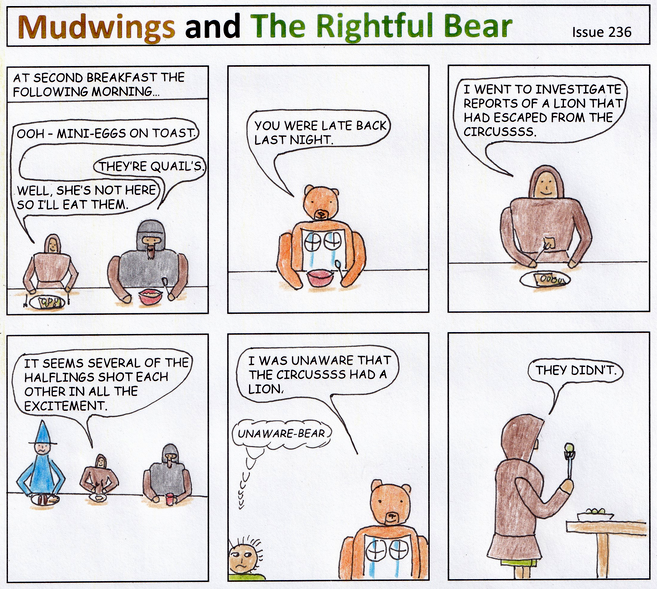 Mudwings and The Rightful Bear
Issue 236
AT SECOND BREAKFAST THE
FOLLOWING MORNING...
OOH - MINI-EGGS ON TOAST.
THEY'RE QUAIL'S.
WELL, SHE'S NOT HERE
SO I'LL EAT THEM.
YOU WERE LATE BACK
LAST NIGHT.
I WENT TO INVESTIGATE
REPORTS OF A LION THAT
HAD ESCAPED FROM THE
CIRCUSSSS.
IT SEEMS SEVERAL OF THE
HALFLINGS SHOT EACH
OTHER IN ALL THE
EXCITEMENT.
I WAS UNAWARE THAT
THE CIRCUSSSS HAD A
LION.
UNAWARE-BEAR
THEY DIDN'T.